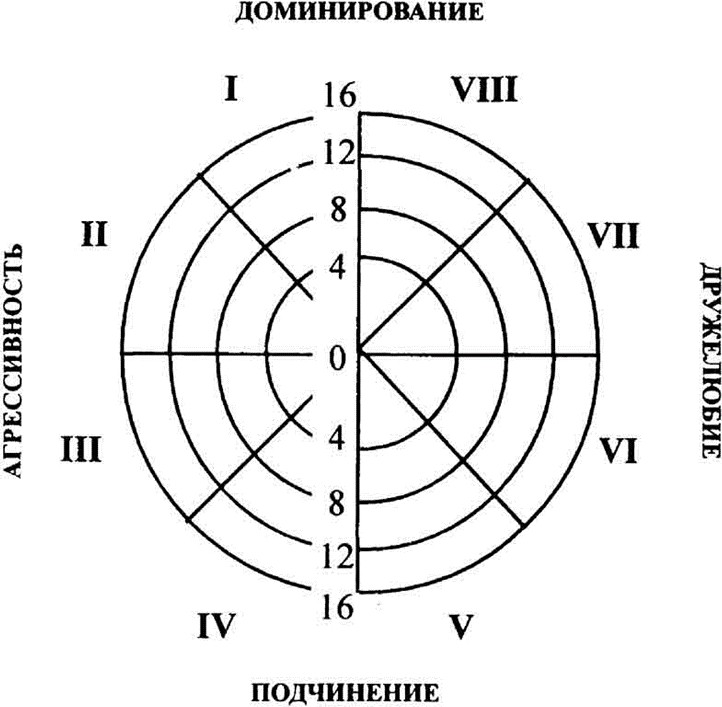 ДОМИНИРОВАНИЕ
I
16
VIII
12
8
II
VII
4
АГРЕССИВНОСТЬ
0
ДРУЖЕЛЮБИЕ
4
III
VI
8
12
16
IV
V
ПОДЧИНЕНИЕ